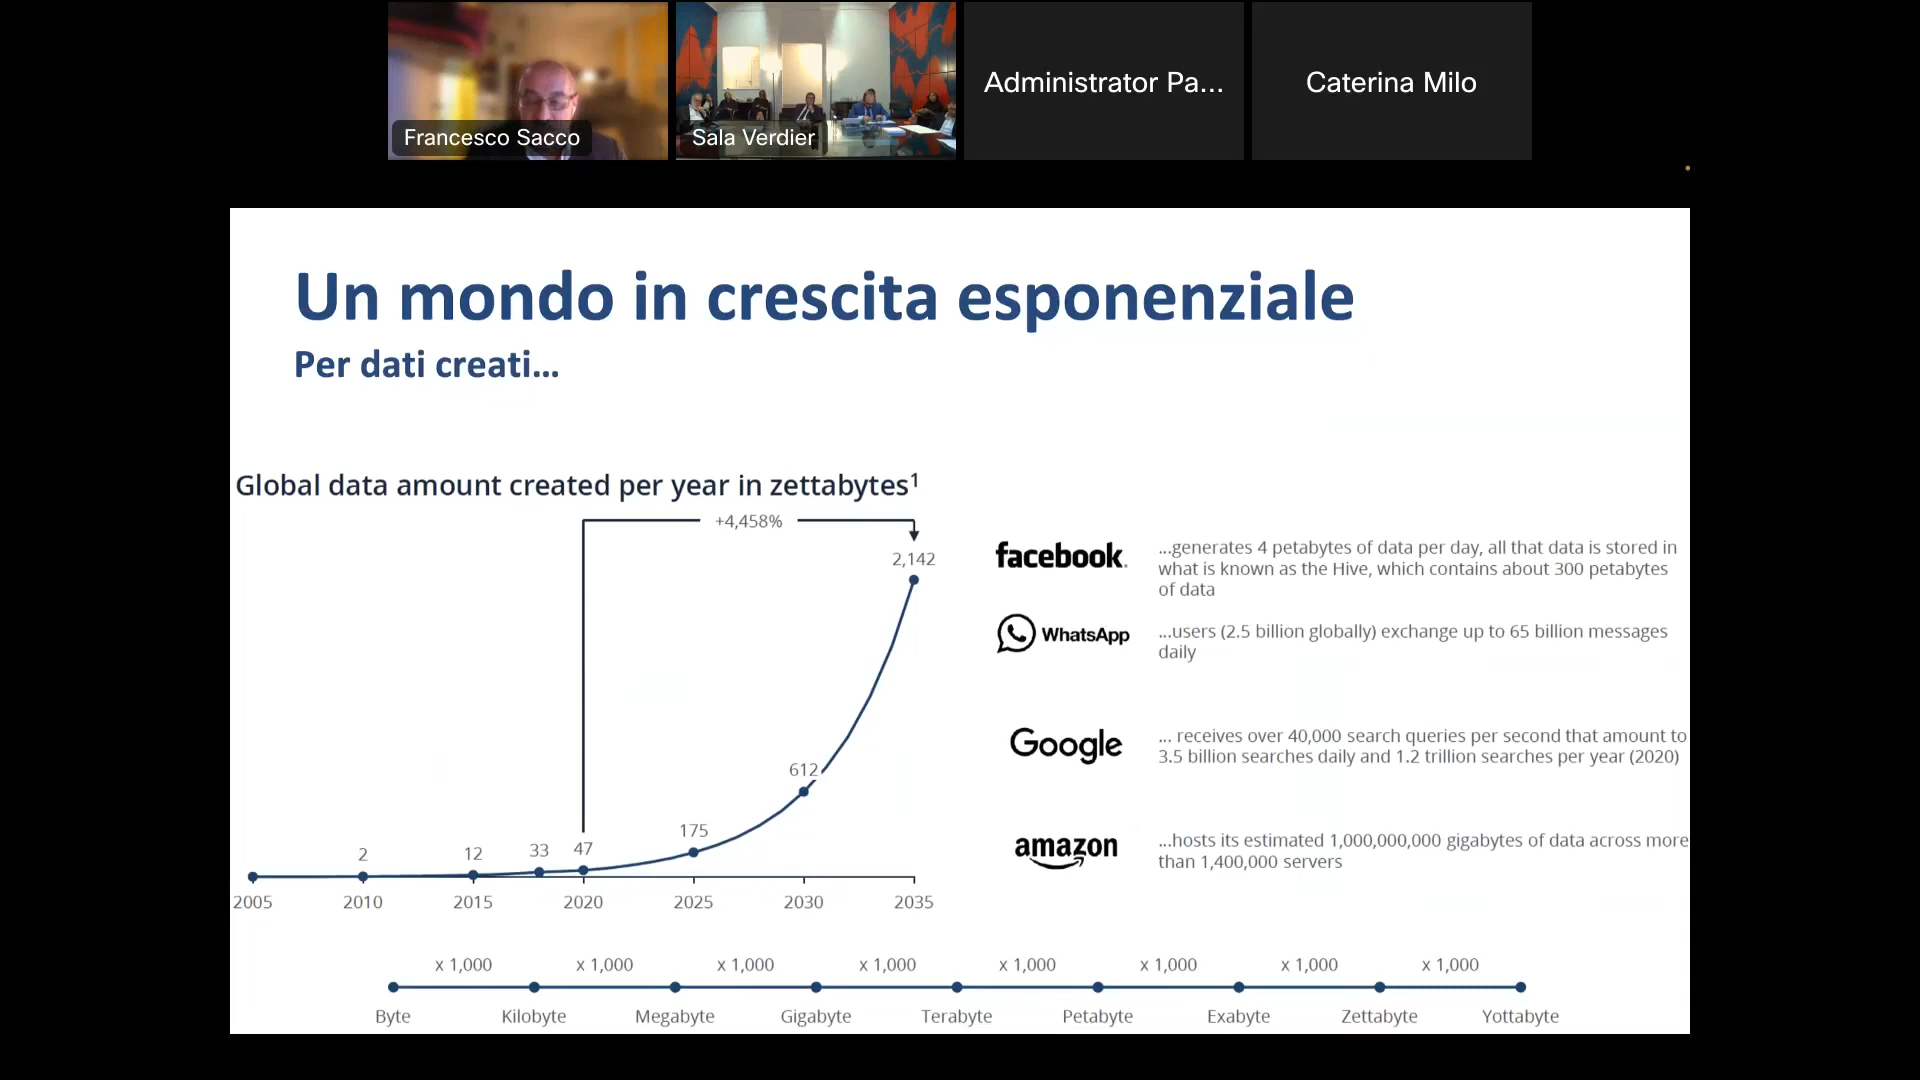 Francesco Sacco
Sala Verdier
Administrator Pa...
Caterina Milo
Un mondo in crescita esponenziale
Per dati creati...
Global data amount created per year in zettabytes¹
+4,458%
2,142
612
175
47
33
12
2
2005 2010 2015 2020 2025 2030 2035
facebook.
...generates 4 petabytes of data per day, all that data is stored in
what is known as the Hive, which contains about 300 petabytes
of data
WhatsApp
...users (2.5 billion globally) exchange up to 65 billion messages
daily
Google
... receives over 40,000 search queries per second that amount to
3.5 billion searches daily and 1.2 trillion searches per year (2020)
amazon
...hosts its estimated 1,000,000,000 gigabytes of data across more
than 1,400,000 servers
x 1,000 x 1,000 x 1,000 x 1,000 x 1,000 x 1,000 x 1,000 x 1,000
Byte Kilobyte Megabyte Gigabyte Terabyte Petabyte Exabyte Zettabyte Yottabyte